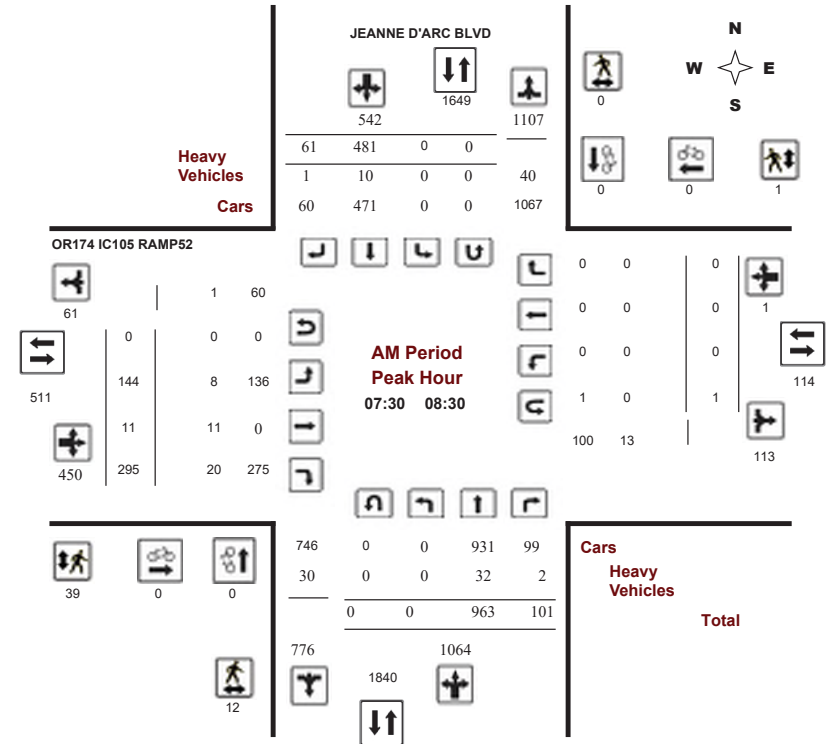 JEANNE D'ARC BLVD
N
W E
S
1649
0
542 1107
61 481 0 0
Heavy
Vehicles
1 10 0 0 40
Cars
60 471 0 0 1067
0 0 1
OR174 IC105 RAMP52
61
1 60
0 0 0
144 8 136
11 11 0
295 20 275
511
450
AM Period
Peak Hour
07:30 08:30
0 0 0
0 0 0
0 0 0
1 0 1
100 13
1
114
113
746 0 0 931 99
30 0 0 32 2
0 0 963 101
776 1064
1840
Cars
Heavy
Vehicles
Total
39 0 0
12